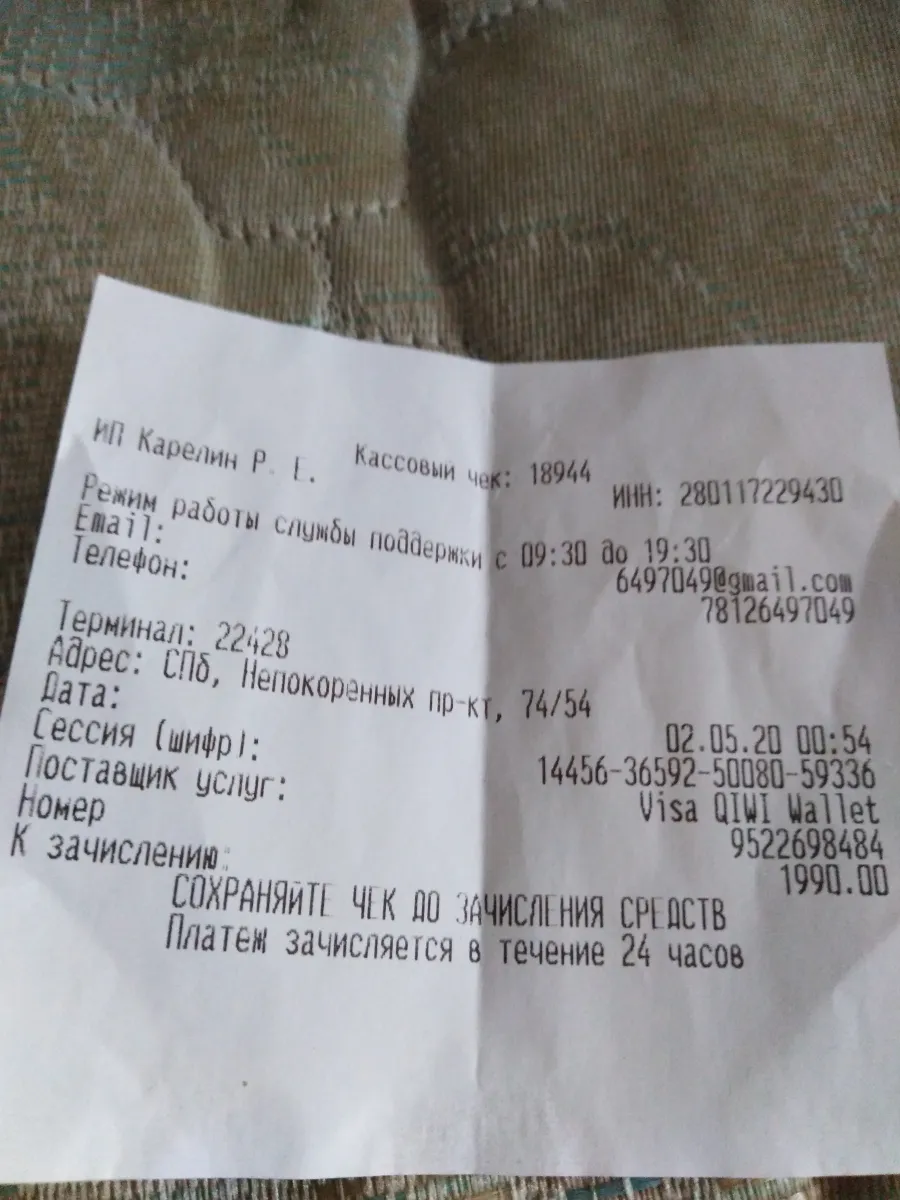 ИП Карелин Р. Е. Кассовый чек: 18944
ИНН: 280117229430
Режим работы службы поддержки с 09:30 до 19:30
Email: 6497049@gmail.com
Телефон: 78126497049
Терминал: 22428
Адрес: СПб, Непокоренных пр-кт, 74/54
Дата: 02.05.20 00:54
Сессия (шифр): 14456-36592-50080-59336
Поставщик услуг: Visa QIWI Wallet
Номер 9522698484
К зачислению: 1990.00
СОХРАНЯЙТЕ ЧЕК ДО ЗАЧИСЛЕНИЯ СРЕДСТВ
Платеж зачисляется в течение 24 часов